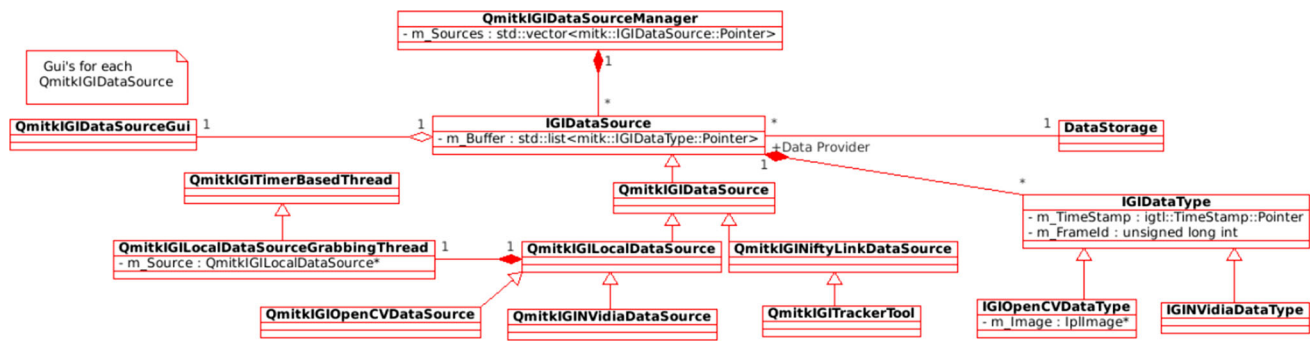 QmitkIGIDataSourceManager
- m_Sources : std::vector<mitk::IGIDataSource::Pointer>
1
*
Gui's for each
QmitkIGIDataSource
QmitkIGIDataSourceGui
1
1
IGIDataSource
- m_Buffer : std::list<mitk::IGIDataType::Pointer>
*
1
DataStorage
+Data Provider
1
*
QmitkIGITimerBasedThread
QmitkIGIDataSource
IGIDataType
- m_TimeStamp : igtl::TimeStamp::Pointer
- m_FrameId : unsigned long int
QmitkIGILocalDataSourceGrabbingThread
- m_Source : QmitkIGILocalDataSource*
1
1
QmitkIGILocalDataSource
QmitkIGINiftyLinkDataSource
QmitkIGIOpenCVDataSource
QmitkIGINVidiaDataSource
QmitkIGITrackerTool
IGIOpenCVDataType
- m_Image : IplImage*
IGINVidiaDataType